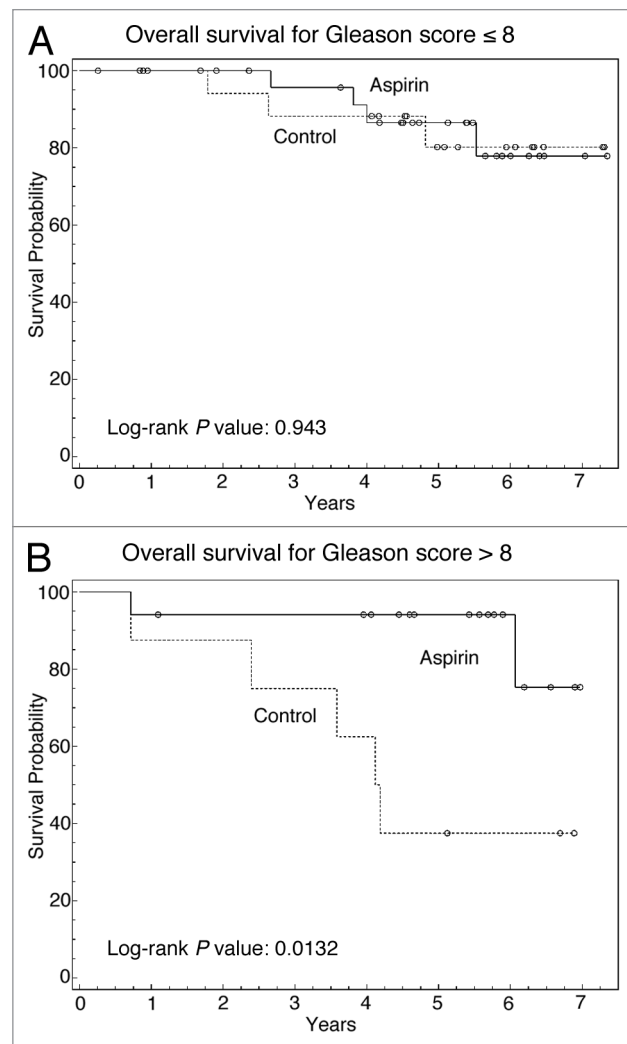 A
Overall survival for Gleason score ≤ 8
100
80
60
40
20
0
Survival Probability
Aspirin
Control
Log-rank P value: 0.943
0 1 2 3 4 5 6 7
Years
B
Overall survival for Gleason score > 8
100
80
60
40
20
0
Survival Probability
Aspirin
Control
Log-rank P value: 0.0132
0 1 2 3 4 5 6 7
Years